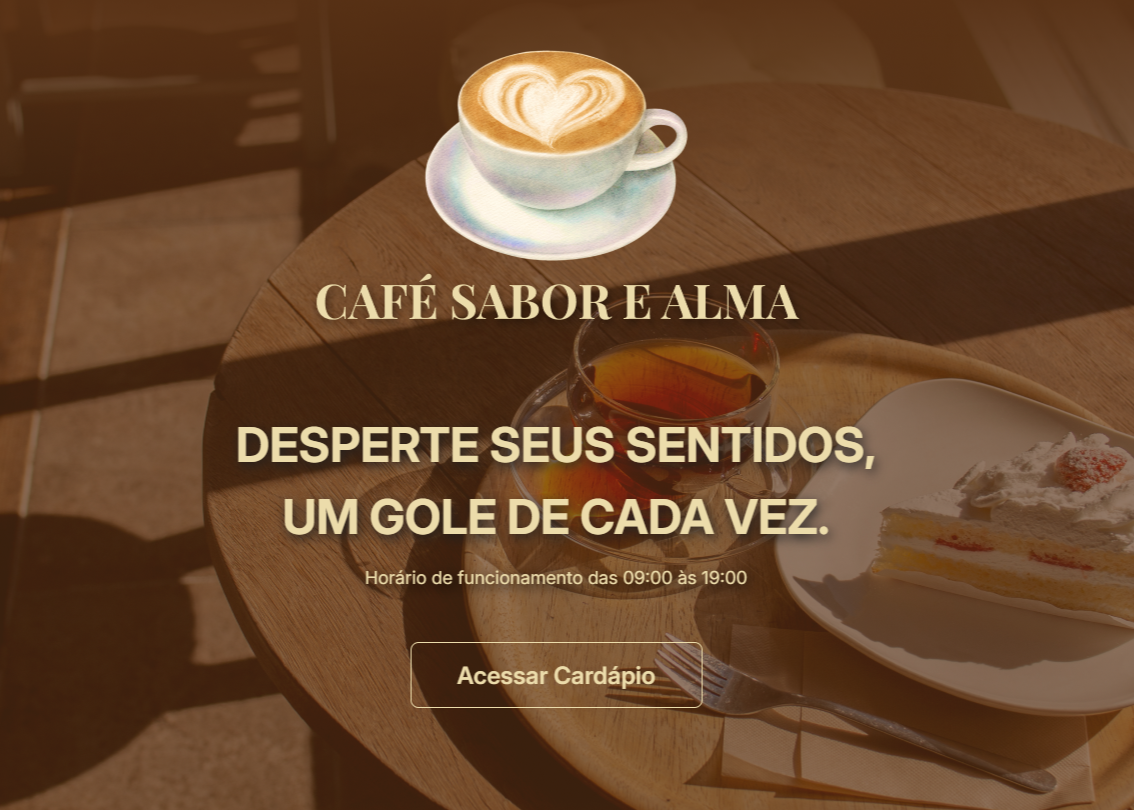 CAFÉ SABOR E ALMA
DESPERTE SEUS SENTIDOS,
UM GOLE DE CADA VEZ.
Horário de funcionamento das 09:00 às 19:00
Acessar Cardápio